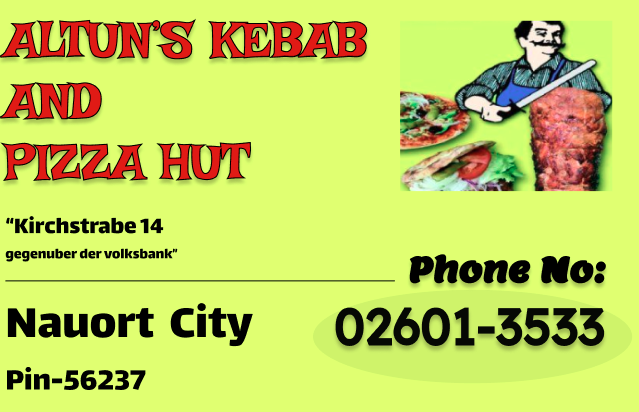 ALTUN'S KEBAB
AND
PIZZA HUT
"Kirchstrabe 14
gegenuber der volksbank"
Phone No:
Nauort City
02601-3533
Pin-56237